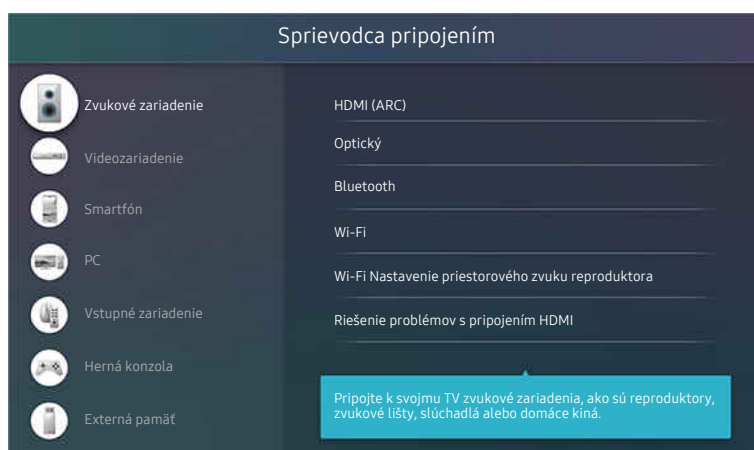 Sprievodca pripojením
Zvukové zariadenie
Videozariadenie
Smartfón
PC
Vstupné zariadenie
Herná konzola
Externá pamäť
HDMI (ARC)
Optický
Bluetooth
Wi-Fi
Wi-Fi Nastavenie priestorového zvuku reproduktora
Riešenie problémov s pripojením HDMI
Pripojte k svojmu TV zvukové zariadenia, ako sú reproduktory,
zvukové lišty, slúchadlá alebo domáce kiná.